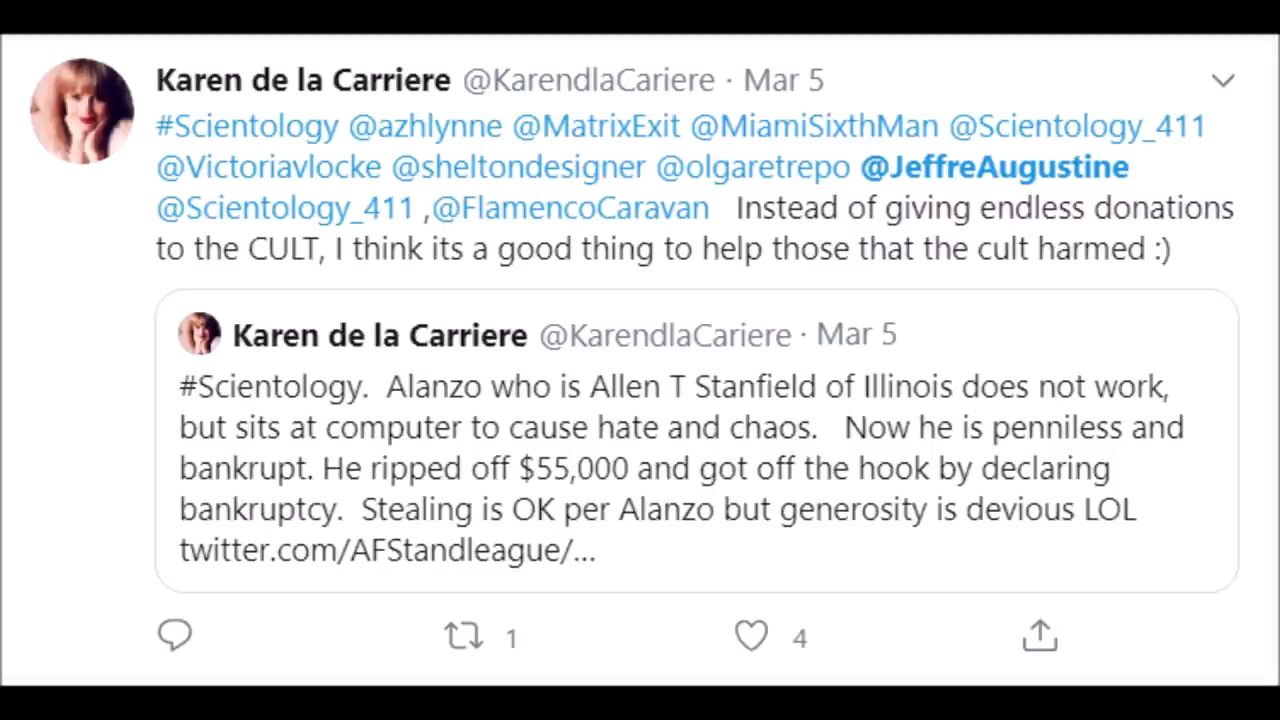 Karen de la Carriere @KarendlaCariere · Mar 5
#Scientology @azhlynne @MatrixExit @MiamiSixthMan @Scientology_411
@Victoriavlocke @sheltondesigner @olgaretrepo @JeffreAugustine
@Scientology_411 ,@FlamencoCaravan Instead of giving endless donations
to the CULT, I think its a good thing to help those that the cult harmed :)
Karen de la Carriere @KarendlaCariere · Mar 5
#Scientology. Alanzo who is Allen T Stanfield of Illinois does not work,
but sits at computer to cause hate and chaos. Now he is penniless and
bankrupt. He ripped off $55,000 and got off the hook by declaring
bankruptcy. Stealing is OK per Alanzo but generosity is devious LOL
twitter.com/AFStandleague/...
1 4